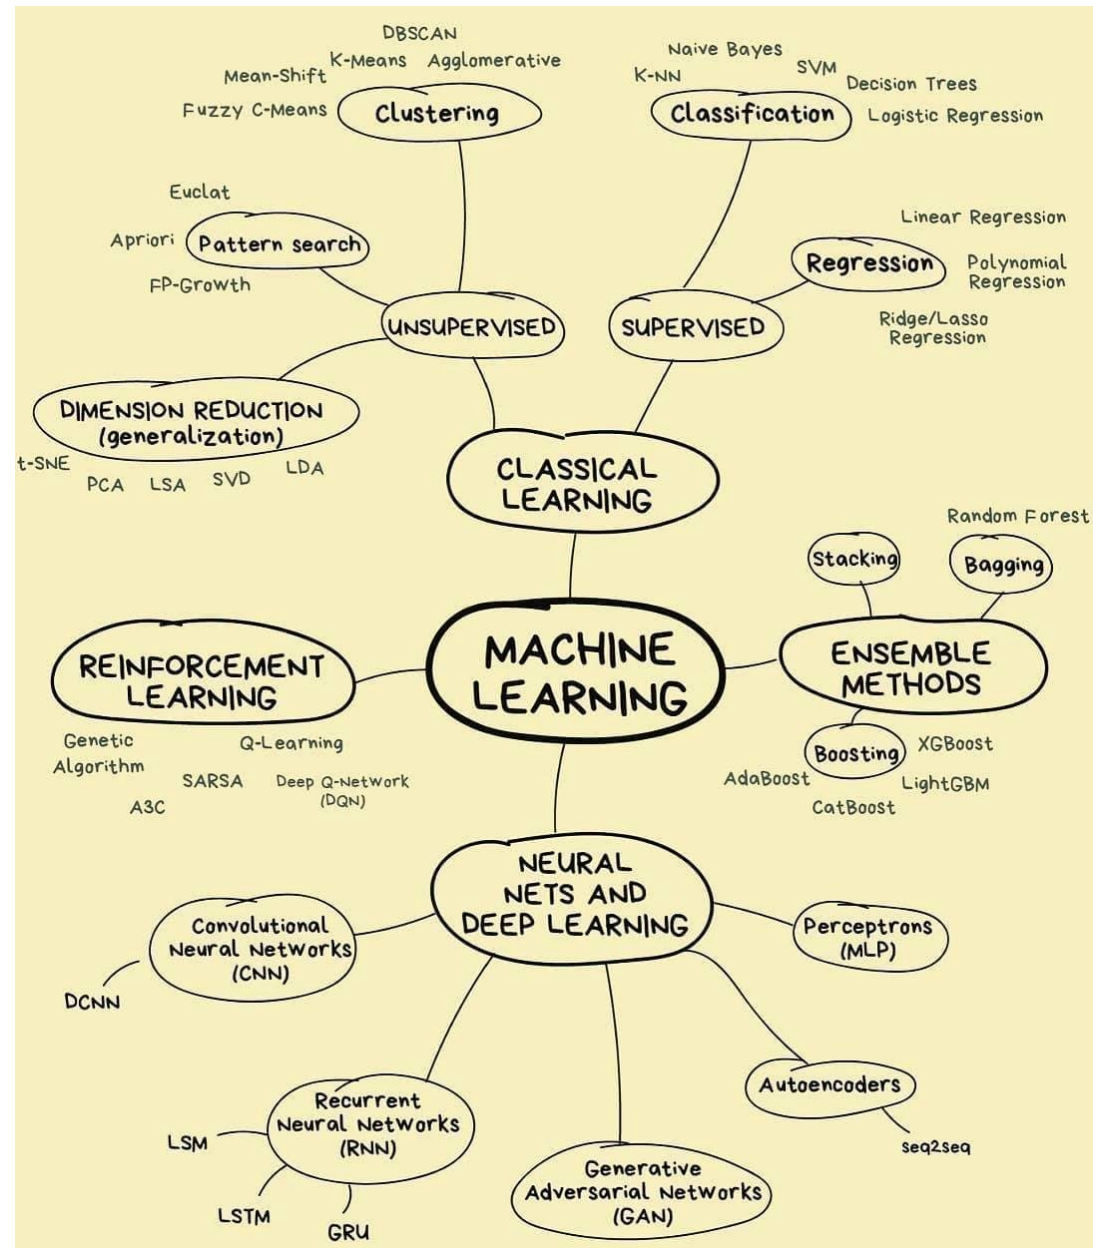 DBSCAN
K-Means
Agglomerative
Mean-Shift
Fuzzy C-Means
Clustering
Naive Bayes
K-NN
SVM
Decision Trees
Classification
Logistic Regression
Euclat
Apriori
Pattern search
FP-Growth
Linear Regression
Regression
Polynomial
Regression
Ridge/Lasso
Regression
UNSUPERVISED
SUPERVISED
DIMENSION REDUCTION
(generalization)
t-SNE
PCA
LSA
SVD
LDA
CLASSICAL
LEARNING
Random Forest
Stacking
Bagging
MACHINE
LEARNING
REINFORCEMENT
LEARNING
ENSEMBLE
METHODS
Genetic
Algorithm
Q-Learning
SARSA
Deep Q-Network
(DQN)
A3C
Boosting
XGBoost
AdaBoost
LightGBM
CatBoost
NEURAL
NETS AND
DEEP LEARNING
Convolutional
Neural Networks
(CNN)
DCNN
Perceptrons
(MLP)
Autoencoders
seq2seq
Recurrent
Neural Networks
(RNN)
LSM
LSTM
GRU
Generative
Adversarial Networks
(GAN)